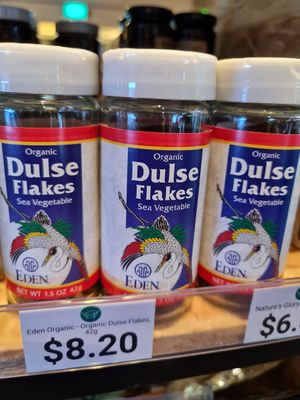 Organic
Dulse
Flakes
Sea Vegetable
EDEN
NET WT 1.5 OZ 42g
Organic
Dulse
Flakes
Sea Vegetable
EDEN
Organic
Dulse
Flakes
Sea Vegetable
EDEN
Eden Organic - Organic Dulse Flakes,
42g
$8.20
Nature's Glory
$6.